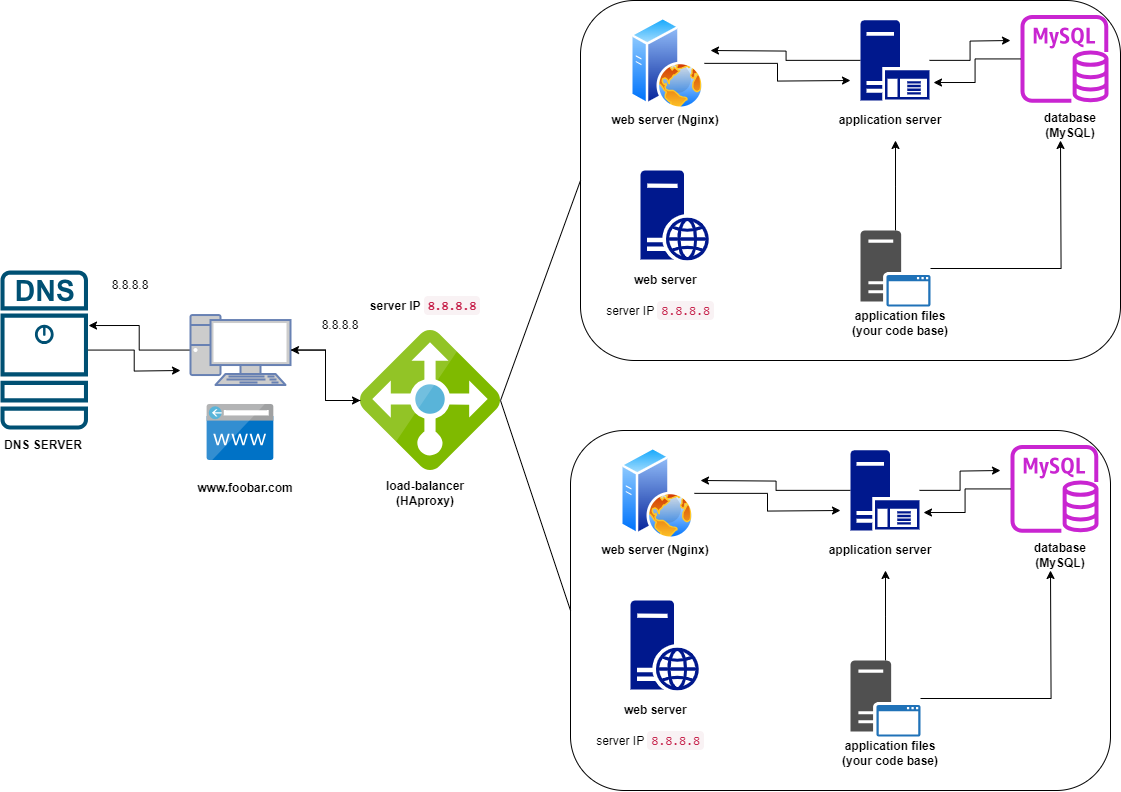 DNS
DNS SERVER
8.8.8.8
www
www.foobar.com
8.8.8.8
server IP 8.8.8.8
load-balancer
(HAproxy)
web server (Nginx)
application server
MySQL
database
(MySQL)
web server
server IP 8.8.8.8
application files
(your code base)
web server (Nginx)
application server
MySQL
database
(MySQL)
web server
server IP 8.8.8.8
application files
(your code base)